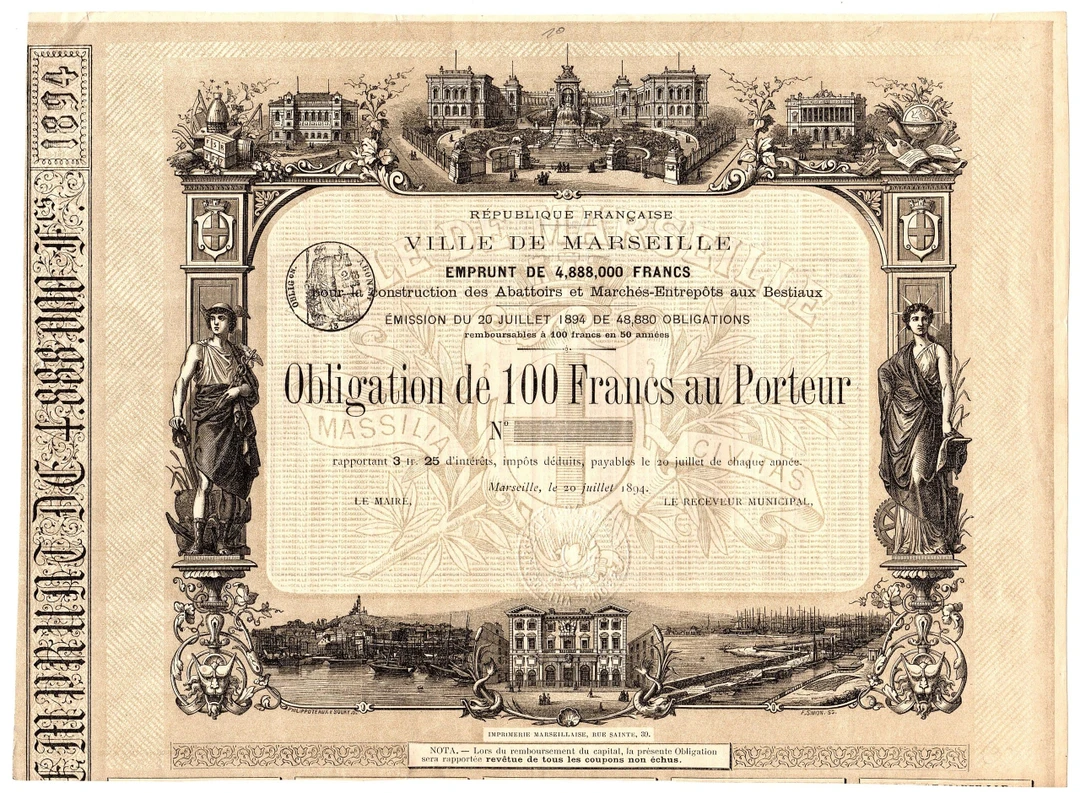 1894
EMPRUNT DE 4.888.000 Fcs
RÉPUBLIQUE FRANÇAISE
VILLE DE MARSEILLE
EMPRUNT DE 4,888,000 FRANCS
pour la Construction des Abattoirs et Marchés-Entrepôts aux Bestiaux
ÉMISSION DU 20 JUILLET 1894 DE 48,880 OBLIGATIONS
remboursables à 100 francs en 50 années
Obligation de 100 Francs au Porteur
No
MASSILIA CIVITAS
rapportant 3 fr. 25 d'intérêts, impôts déduits, payables le 20 juillet de chaque année.
Marseille, le 20 juillet 1894.
LE MAIRE, LE RECEVEUR MUNICIPAL,
VILLE DE MARSEILLE
IMPRIMERIE MARSEILLAISE, RUE SAINTE, 39.
NOTA. — Lors du remboursement du capital, la présente Obligation
sera rapportée revêtue de tous les coupons non échus.